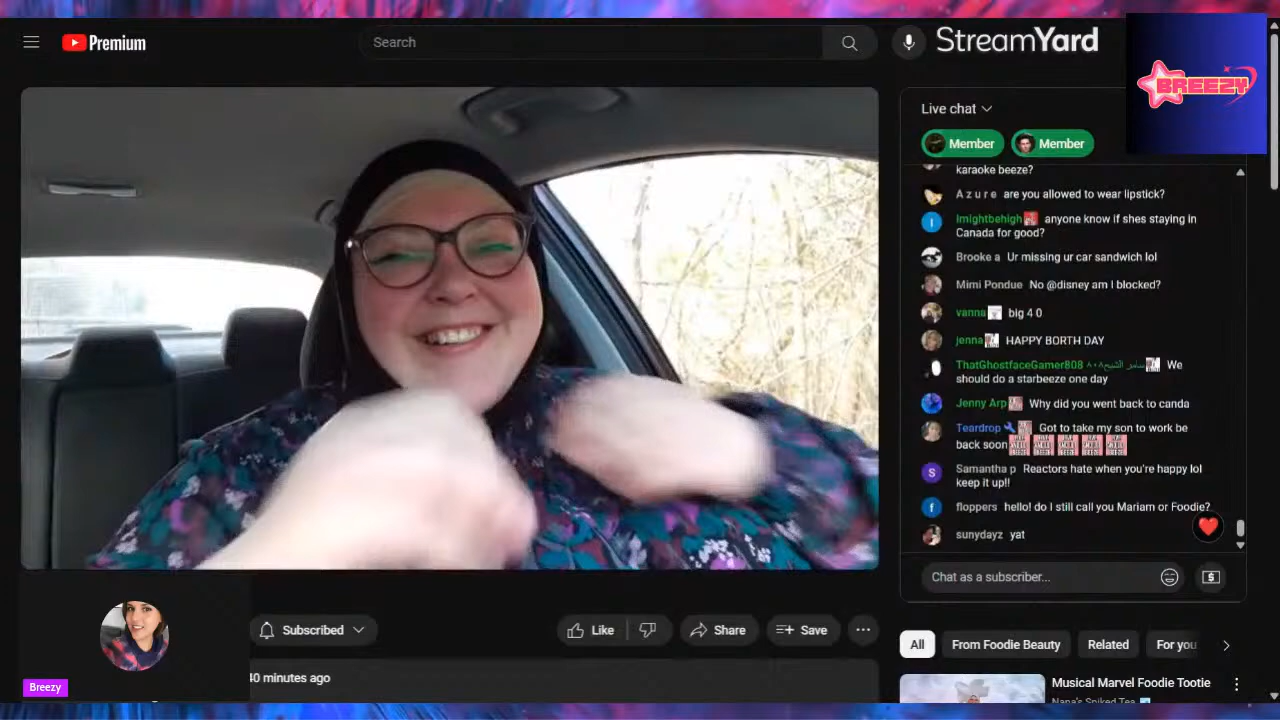 Premium
Search
StreamYard
BREEZY
Live chat
Member
Member
karaoke beeze?
A z u r e are you allowed to wear lipstick?
Imightbehigh anyone know if shes staying in
Canada for good?
Brooke a Ur missing ur car sandwich lol
Mimi Pondue No @disney am I blocked?
vanna big 4 0
jenna HAPPY BORTH DAY
ThatGhostfaceGamer808 سامر الشبح٨٠٨ We
should do a starbeeze one day
Jenny Arp Why did you went back to canda
Teardrop Got to take my son to work be
back soon
Samantha p Reactors hate when you're happy lol
keep it up!!
floppers hello! do I still call you Mariam or Foodie?
sunydayz yat
Chat as a subscriber...
Subscribed
Like
Share
Save
All
From Foodie Beauty
Related
For you
40 minutes ago
Breezy
Musical Marvel Foodie Tootie
Nana's Spiked Tea